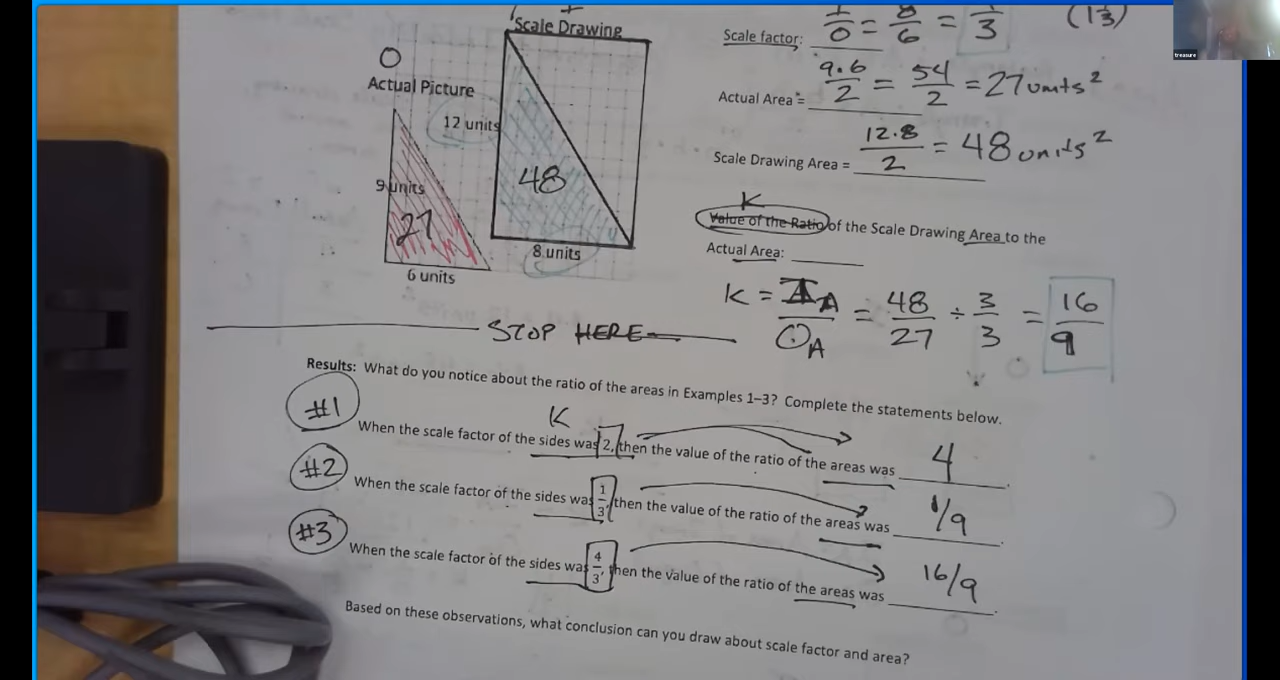 Scale Drawing
O
Actual Picture
12 units
9 units
48
27
8 units
6 units
Scale factor: I/O = 8/6 = /3 (1 1/3)
Actual Area = 9·6/2 = 54/2 = 27 units²
Scale Drawing Area = 12·8/2 = 48 units²
K
Value of the Ratio of the Scale Drawing Area to the
Actual Area:
K = I A/O A = 48/27 ÷ 3/3 = 16/9
STOP HERE
Results: What do you notice about the ratio of the areas in Examples 1–3? Complete the statements below.
K
#1 When the scale factor of the sides was 2, then the value of the ratio of the areas was 4.
#2 When the scale factor of the sides was 1/3, then the value of the ratio of the areas was 1/9.
#3 When the scale factor of the sides was 4/3, then the value of the ratio of the areas was 16/9.
Based on these observations, what conclusion can you draw about scale factor and area?
treasure